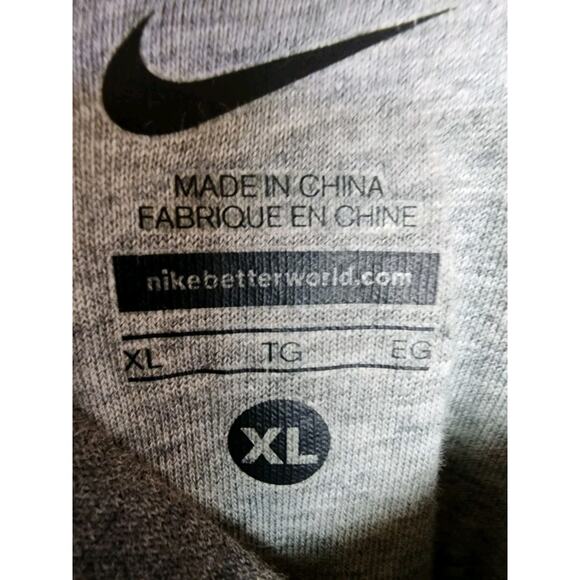 MADE IN CHINA
FABRIQUE EN CHINE
nikebetterworld.com
XL TG EG
XL